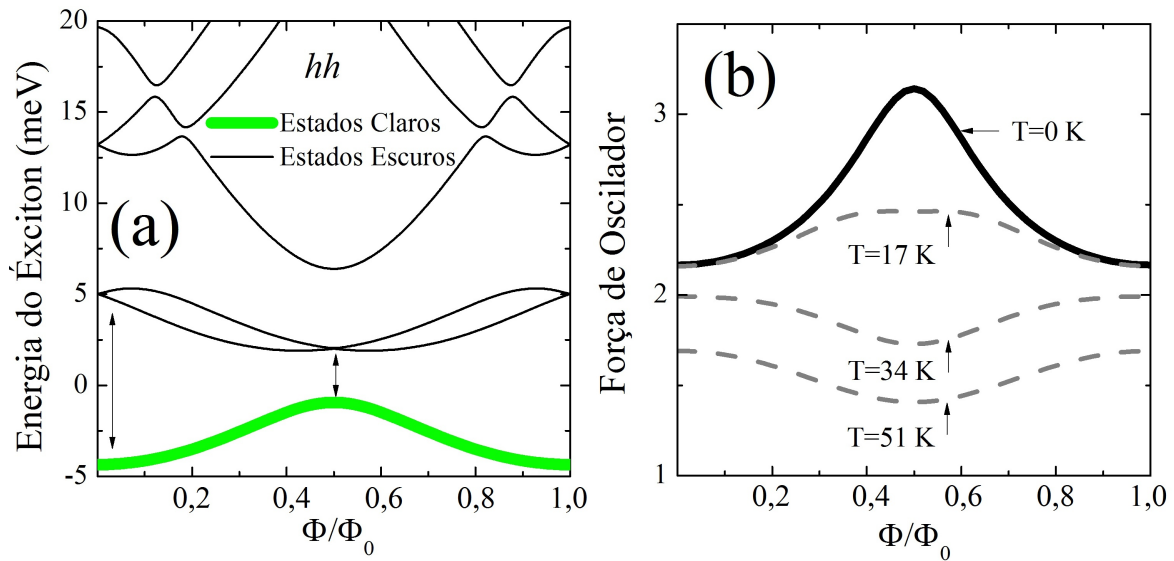 20
15
10
5
0
-5
Energia do Éxciton (meV)
hh
Estados Claros
Estados Escuros
(a)
0,2 0,4 0,6 0,8 1,0
Φ/Φ0
3
2
1
Força de Oscilador
(b)
T=0 K
T=17 K
T=34 K
T=51 K
0,2 0,4 0,6 0,8 1,0
Φ/Φ0